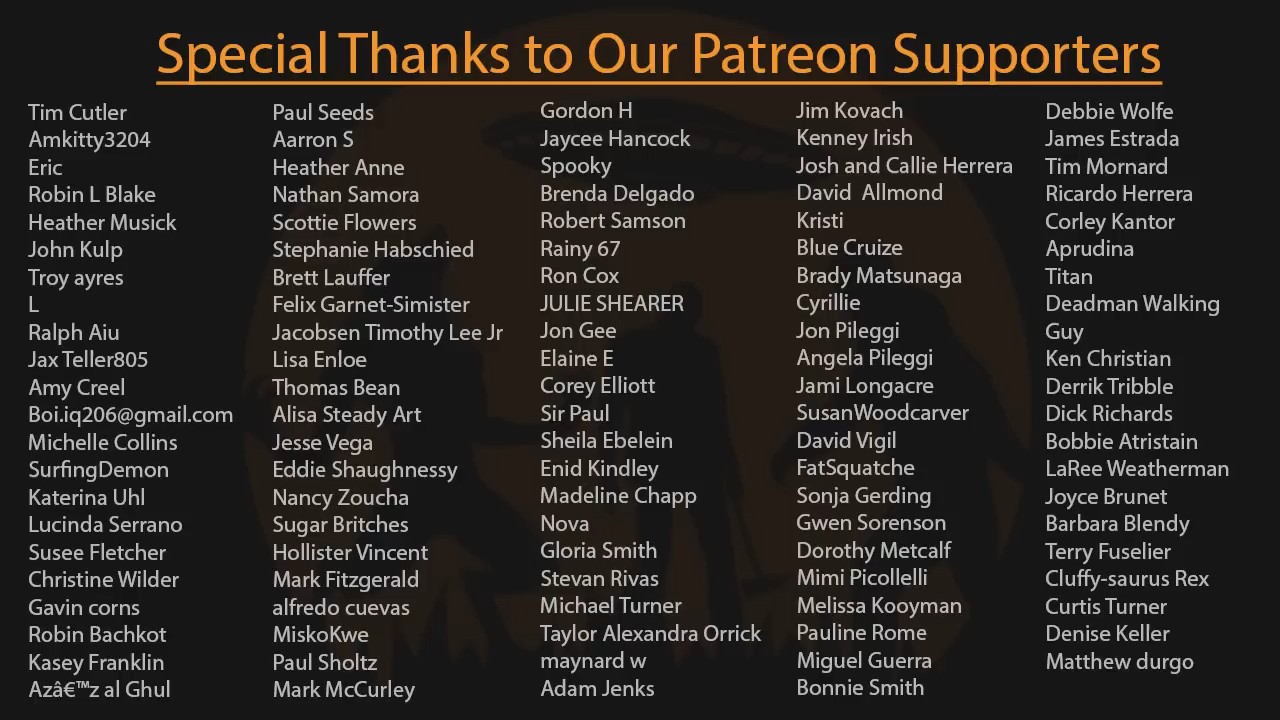 Special Thanks to Our Patreon Supporters
Tim Cutler
Amkitty3204
Eric
Robin L Blake
Heather Musick
John Kulp
Troy ayres
L
Ralph Aiu
Jax Teller805
Amy Creel
Boi.iq206@gmail.com
Michelle Collins
SurfingDemon
Katerina Uhl
Lucinda Serrano
Susee Fletcher
Christine Wilder
Gavin corns
Robin Bachkot
Kasey Franklin
Azâ€™z al Ghul
Paul Seeds
Aarron S
Heather Anne
Nathan Samora
Scottie Flowers
Stephanie Habschied
Brett Lauffer
Felix Garnet-Simister
Jacobsen Timothy Lee Jr
Lisa Enloe
Thomas Bean
Alisa Steady Art
Jesse Vega
Eddie Shaughnessy
Nancy Zoucha
Sugar Britches
Hollister Vincent
Mark Fitzgerald
alfredo cuevas
MiskoKwe
Paul Sholtz
Mark McCurley
Gordon H
Jaycee Hancock
Spooky
Brenda Delgado
Robert Samson
Rainy 67
Ron Cox
JULIE SHEARER
Jon Gee
Elaine E
Corey Elliott
Sir Paul
Sheila Ebelein
Enid Kindley
Madeline Chapp
Nova
Gloria Smith
Stevan Rivas
Michael Turner
Taylor Alexandra Orrick
maynard w
Adam Jenks
Jim Kovach
Kenney Irish
Josh and Callie Herrera
David  Allmond
Kristi
Blue Cruize
Brady Matsunaga
Cyrillie
Jon Pileggi
Angela Pileggi
Jami Longacre
SusanWoodcarver
David Vigil
FatSquatche
Sonja Gerding
Gwen Sorenson
Dorothy Metcalf
Mimi Picollelli
Melissa Kooyman
Pauline Rome
Miguel Guerra
Bonnie Smith
Debbie Wolfe
James Estrada
Tim Mornard
Ricardo Herrera
Corley Kantor
Aprudina
Titan
Deadman Walking
Guy
Ken Christian
Derrik Tribble
Dick Richards
Bobbie Atristain
LaRee Weatherman
Joyce Brunet
Barbara Blendy
Terry Fuselier
Cluffy-saurus Rex
Curtis Turner
Denise Keller
Matthew durgo